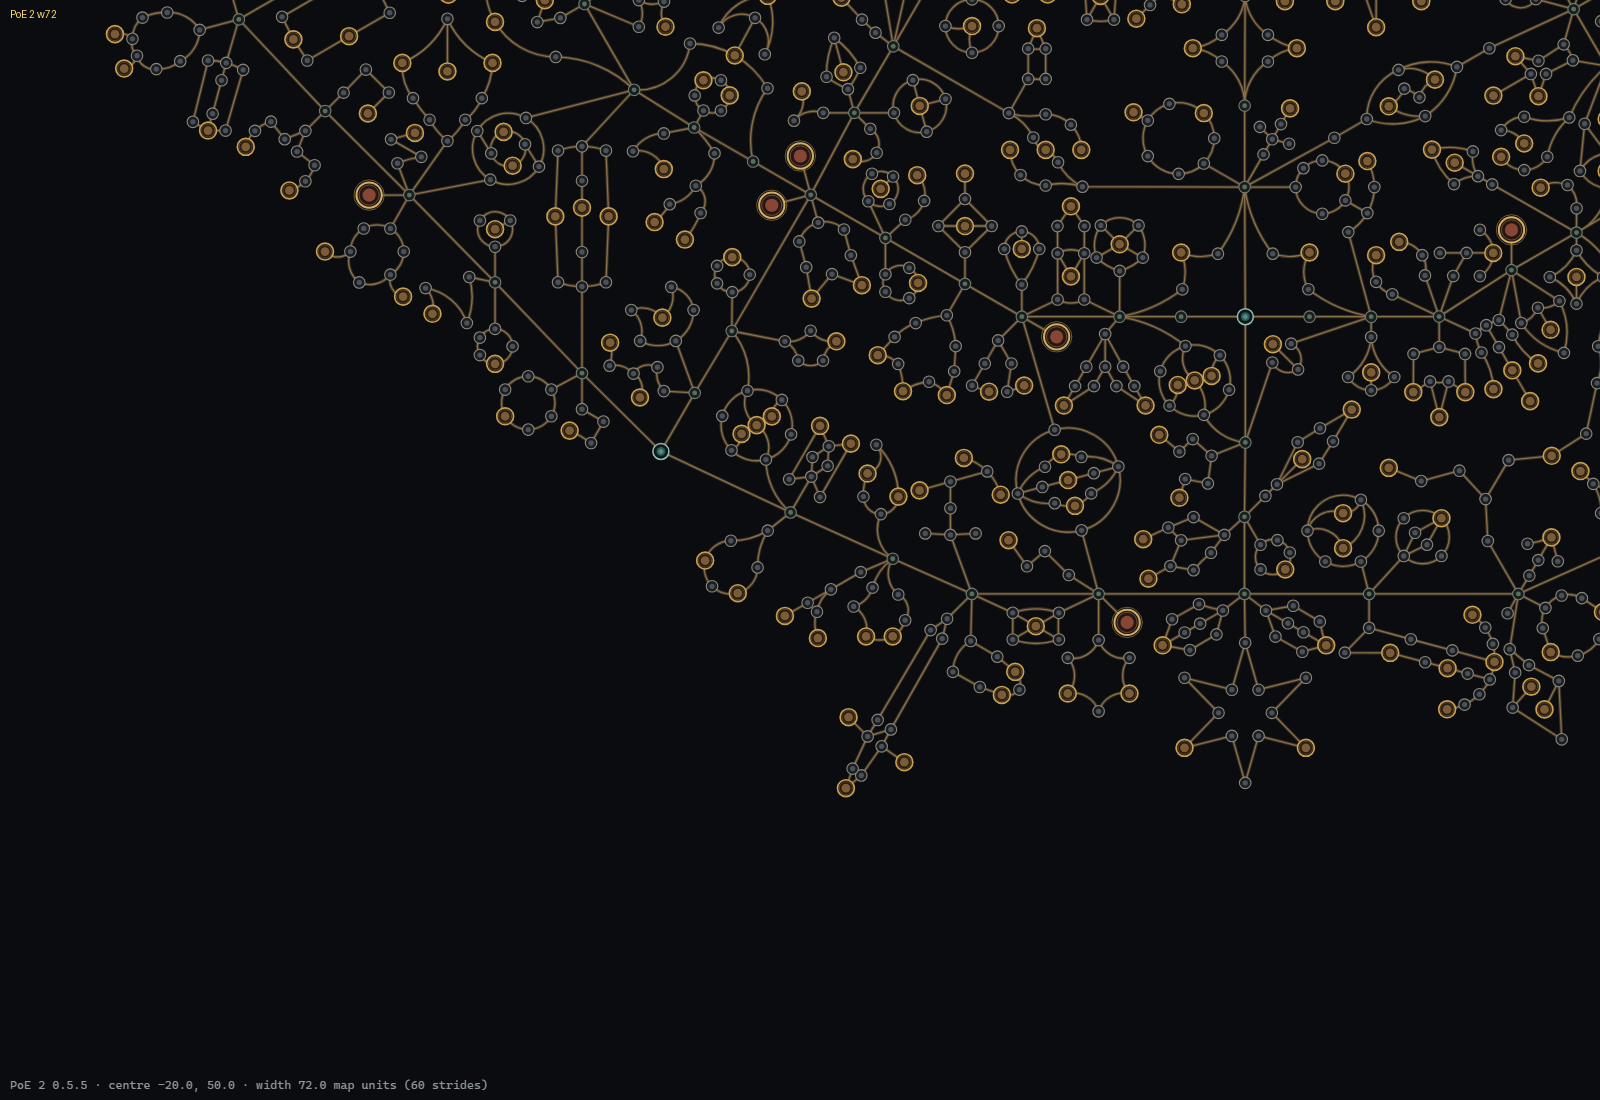 PoE 2 w72
PoE 2 0.5.5 · centre −20.0, 50.0 · width 72.0 map units (60 strides)